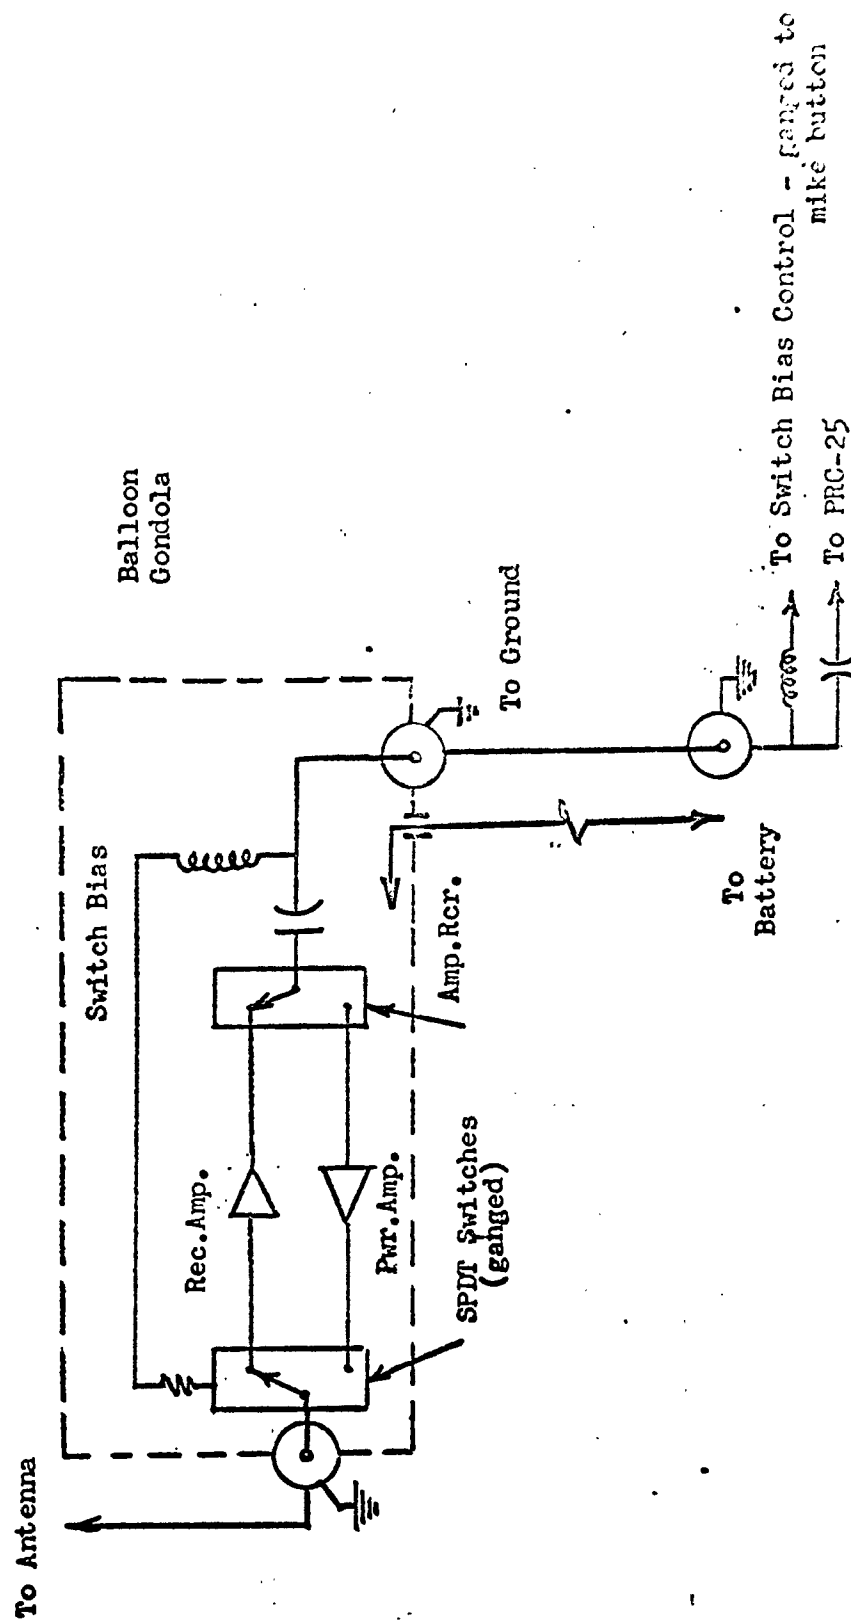 To Antenna
Switch Bias
Balloon
Gondola
Rec.Amp.
Pwr.Amp.
SPDT Switches
(ganged)
Amp.Rcr.
To Ground
To
Battery
To Switch Bias Control - ganged to
mike button
To PRC-25